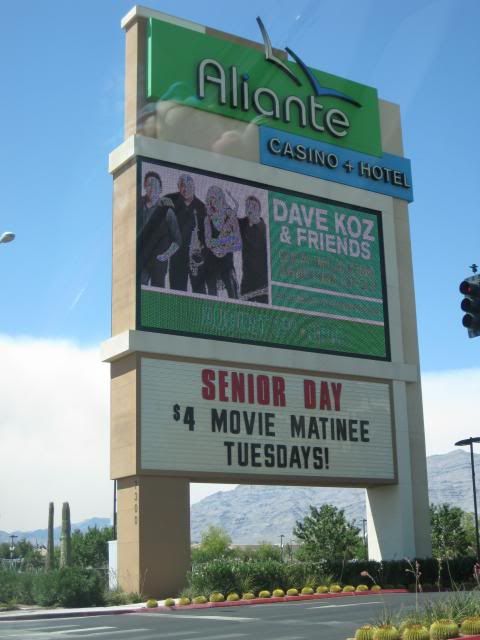 Aliante
CASINO + HOTEL
DAVE KOZ
& FRIENDS
SENIOR DAY
$4 MOVIE MATINEE
TUESDAYS!